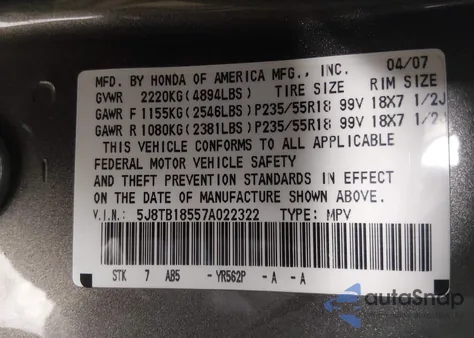 MFD. BY HONDA OF AMERICA MFG., INC. 04/07
GVWR 2220KG(4894LBS) TIRE SIZE RIM SIZE
GAWR F 1155KG(2546LBS)P235/55R18 99V 18X7 1/2J
GAWR R 1080KG(2381LBS)P235/55R18 99V 18X7 1/2J
THIS VEHICLE CONFORMS TO ALL APPLICABLE
FEDERAL MOTOR VEHICLE SAFETY
AND THEFT PREVENTION STANDARDS IN EFFECT
ON THE DATE OF MANUFACTURE SHOWN ABOVE.
V.I.N.: 5J8TB18557A022322 TYPE: MPV
STK 7 AB5 -YR562P -A -A
autoSnap